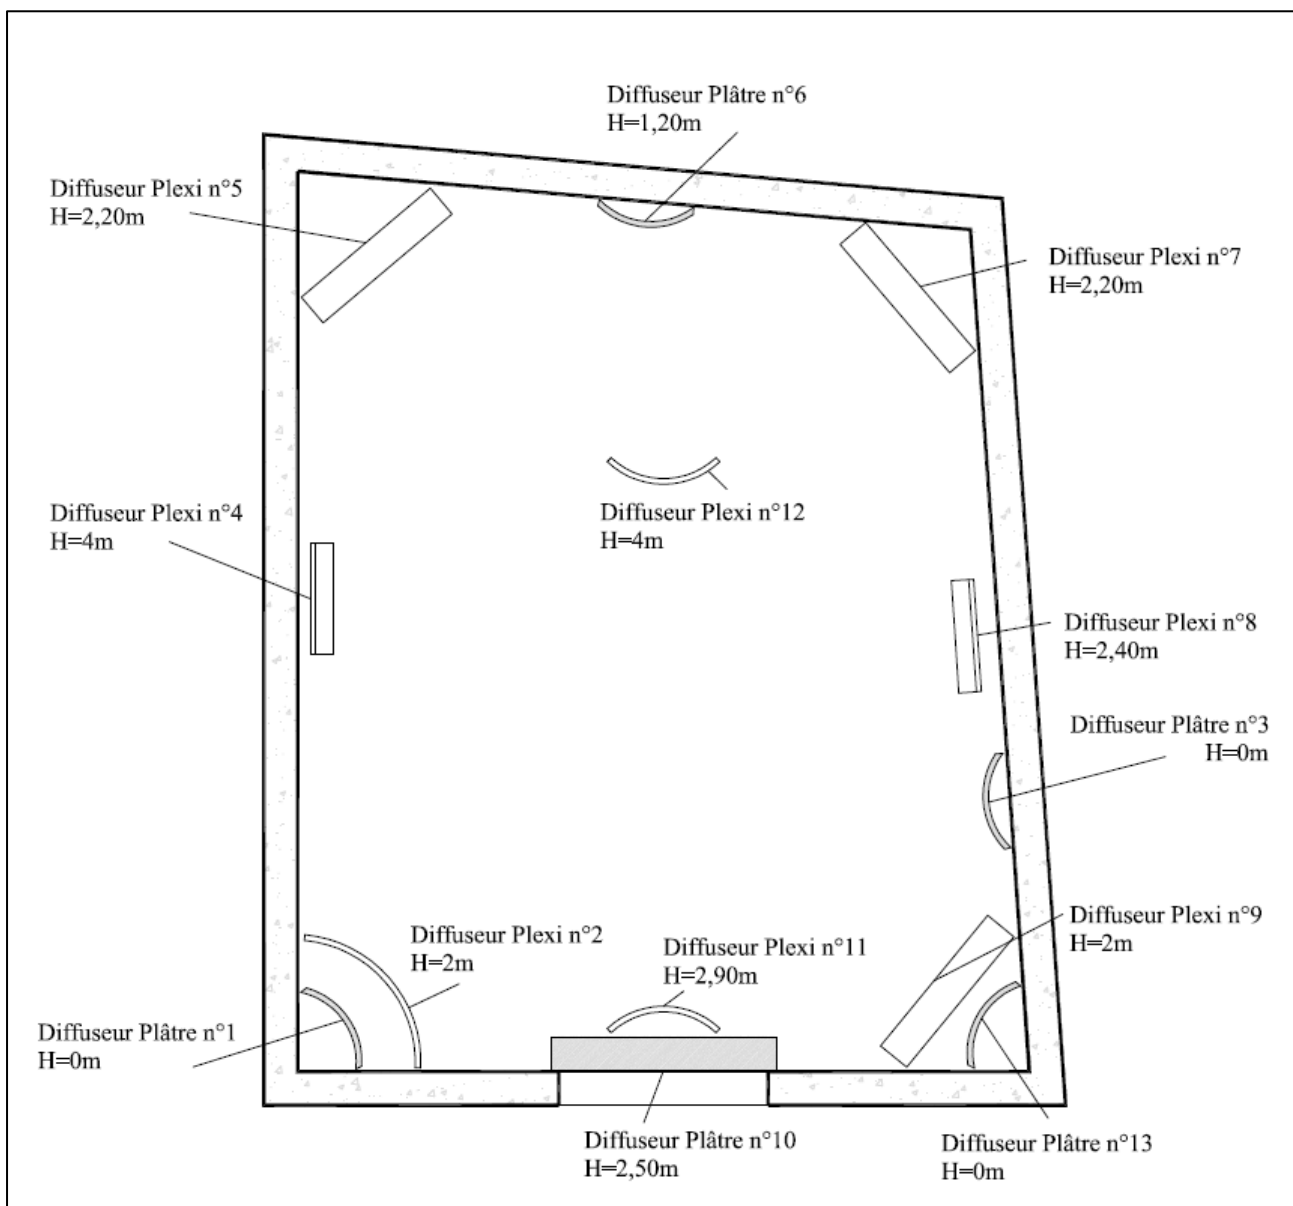 Diffuseur Plâtre n°6
H=1,20m
Diffuseur Plexi n°5
H=2,20m
Diffuseur Plexi n°7
H=2,20m
Diffuseur Plexi n°4
H=4m
Diffuseur Plexi n°12
H=4m
Diffuseur Plexi n°8
H=2,40m
Diffuseur Plâtre n°3
H=0m
Diffuseur Plexi n°9
H=2m
Diffuseur Plexi n°2
H=2m
Diffuseur Plexi n°11
H=2,90m
Diffuseur Plâtre n°1
H=0m
Diffuseur Plâtre n°10
H=2,50m
Diffuseur Plâtre n°13
H=0m